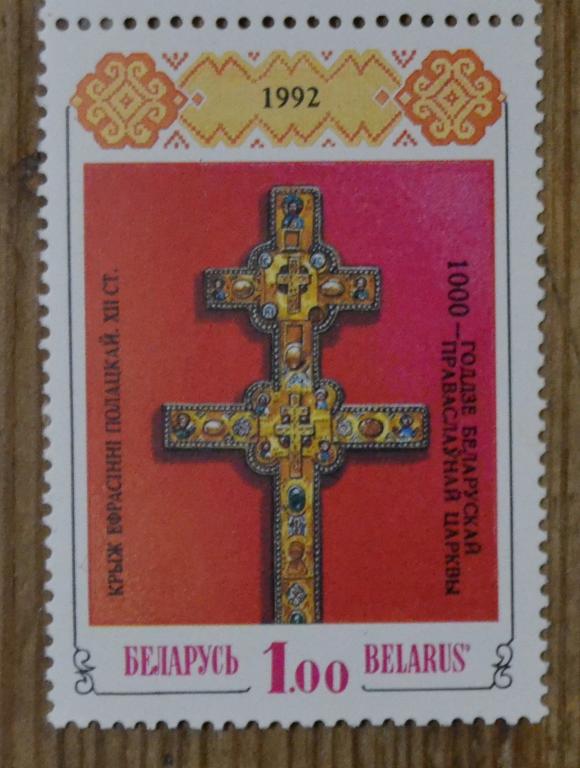 1992
КРЫЖ ЕФРАСІННІ ПОЛАЦКАЙ. XII СТ.
1000 — ГОДДЗЕ БЕЛАРУСКАЙ
ПРАВАСЛАЎНАЙ ЦАРКВЫ
БЕЛАРУСЬ 1.00 BELARUS'